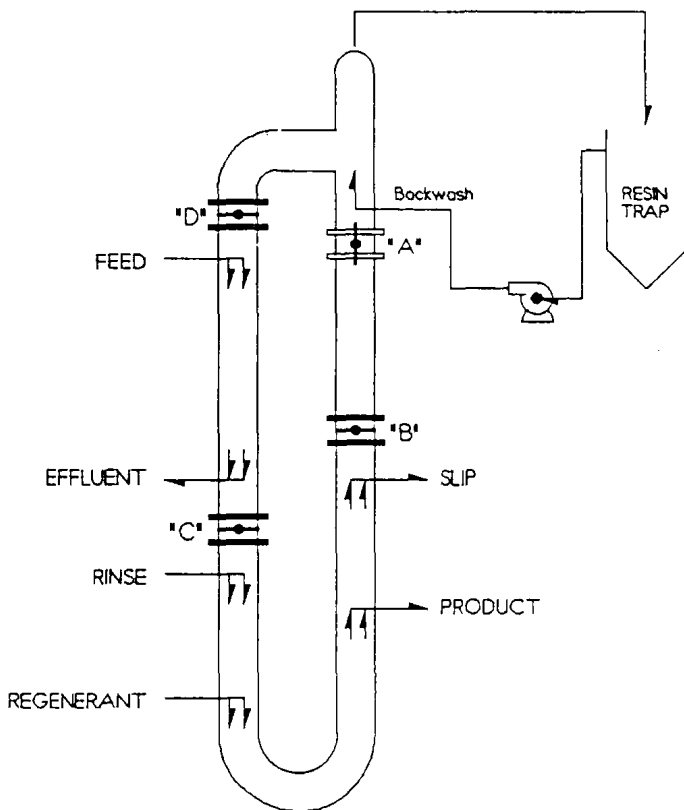 Backwash
RESIN
TRAP
"D"
"A"
FEED
"B"
EFFLUENT
SLIP
"C"
RINSE
PRODUCT
REGENERANT